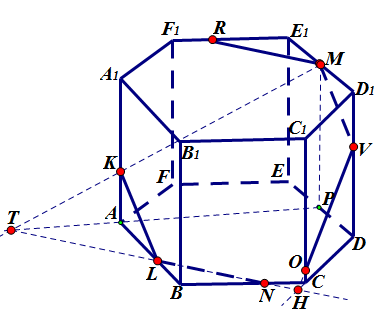 F₁ R E₁
M
A₁ D₁
C₁
B₁ V
K F E
T A P
D
L O
B N C
H